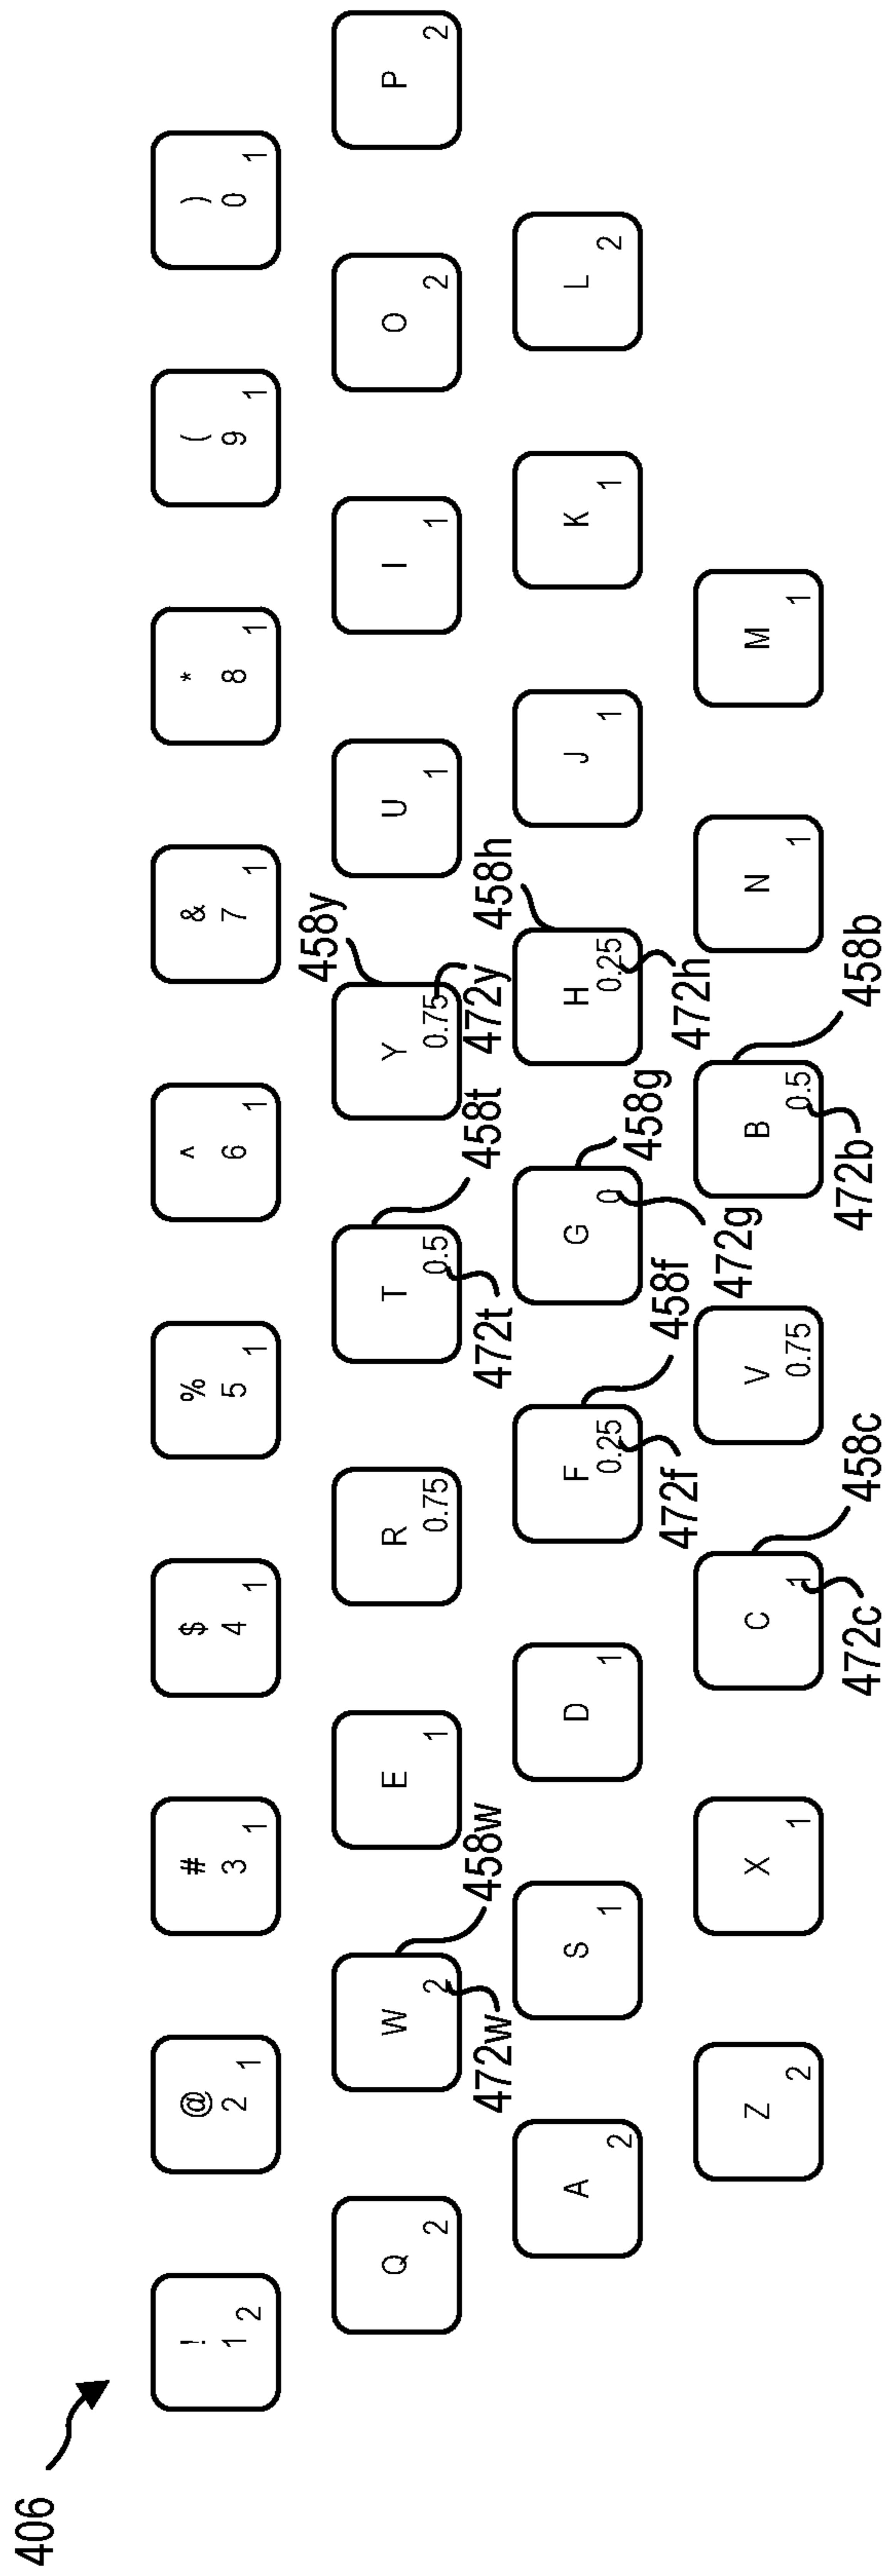 406
! 1 2
@ 2 1
# 3 1
$ 4 1
% 5 1
^ 6 1
& 7 1
* 8 1
( 9 1
) 0 1
Q 2
W 2
E 1
R 0.75
T 0.5
Y 0.75
U 1
I 1
O 2
P 2
458y
472w
458w
472t
458t
472y
458h
A 2
S 1
D 1
F 0.25
G 0
H 0.25
J 1
K 1
L 2
472f
458f
458g
472h
472g
Z 2
X 1
C 1
V 0.75
B 0.5
N 1
M 1
472c
458c
472b
458b